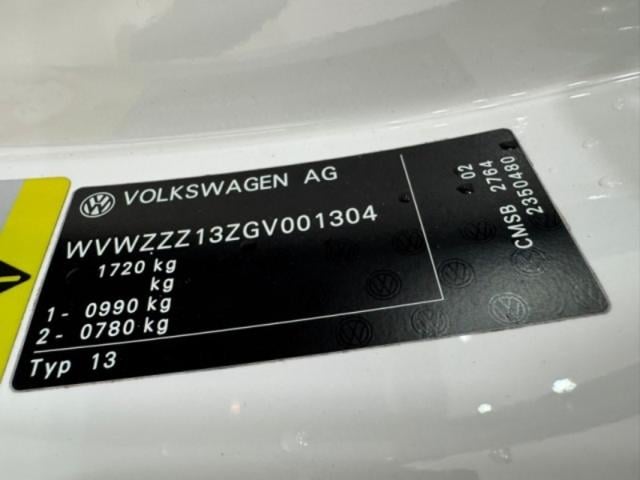 VOLKSWAGEN AG
WVWZZZ13ZGV001304
1720 kg
kg
1- 0990 kg
2- 0780 kg
Typ 13
02
CMSB 2764
2350480